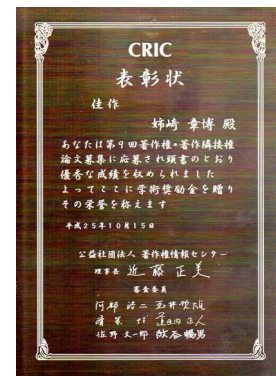 CRIC
表彰状
佳作
姉崎 章博 殿
あなたは第9回著作権・著作隣接権
論文募集に応募され頭書のとおり
優秀な成績を収められました
よってここに学術奨励金を贈り
その栄誉を称えます
平成25年10月15日
公益社団法人 著作権情報センター
理事長 近藤正美
審査委員
阿部浩二
佐野文一郎 紋谷暢男